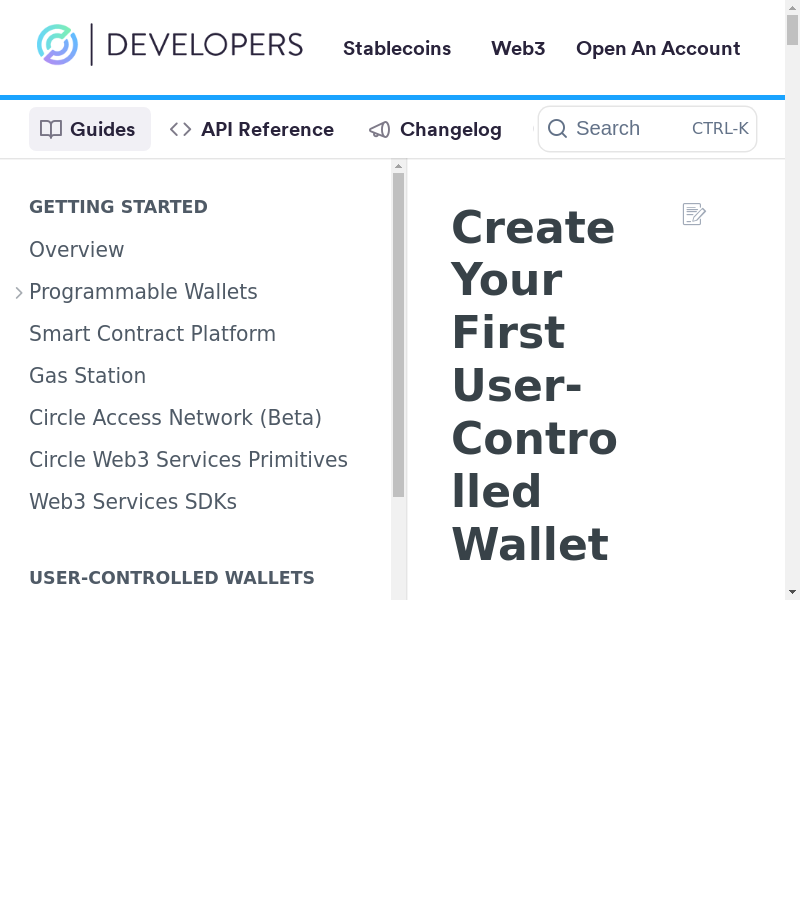 DEVELOPERS
Stablecoins
Web3
Open An Account
Guides
API Reference
Changelog
Search
CTRL-K
GETTING STARTED
Overview
Programmable Wallets
Smart Contract Platform
Gas Station
Circle Access Network (Beta)
Circle Web3 Services Primitives
Web3 Services SDKs
USER-CONTROLLED WALLETS
Create
Your
First
User-
Contro
lled
Wallet